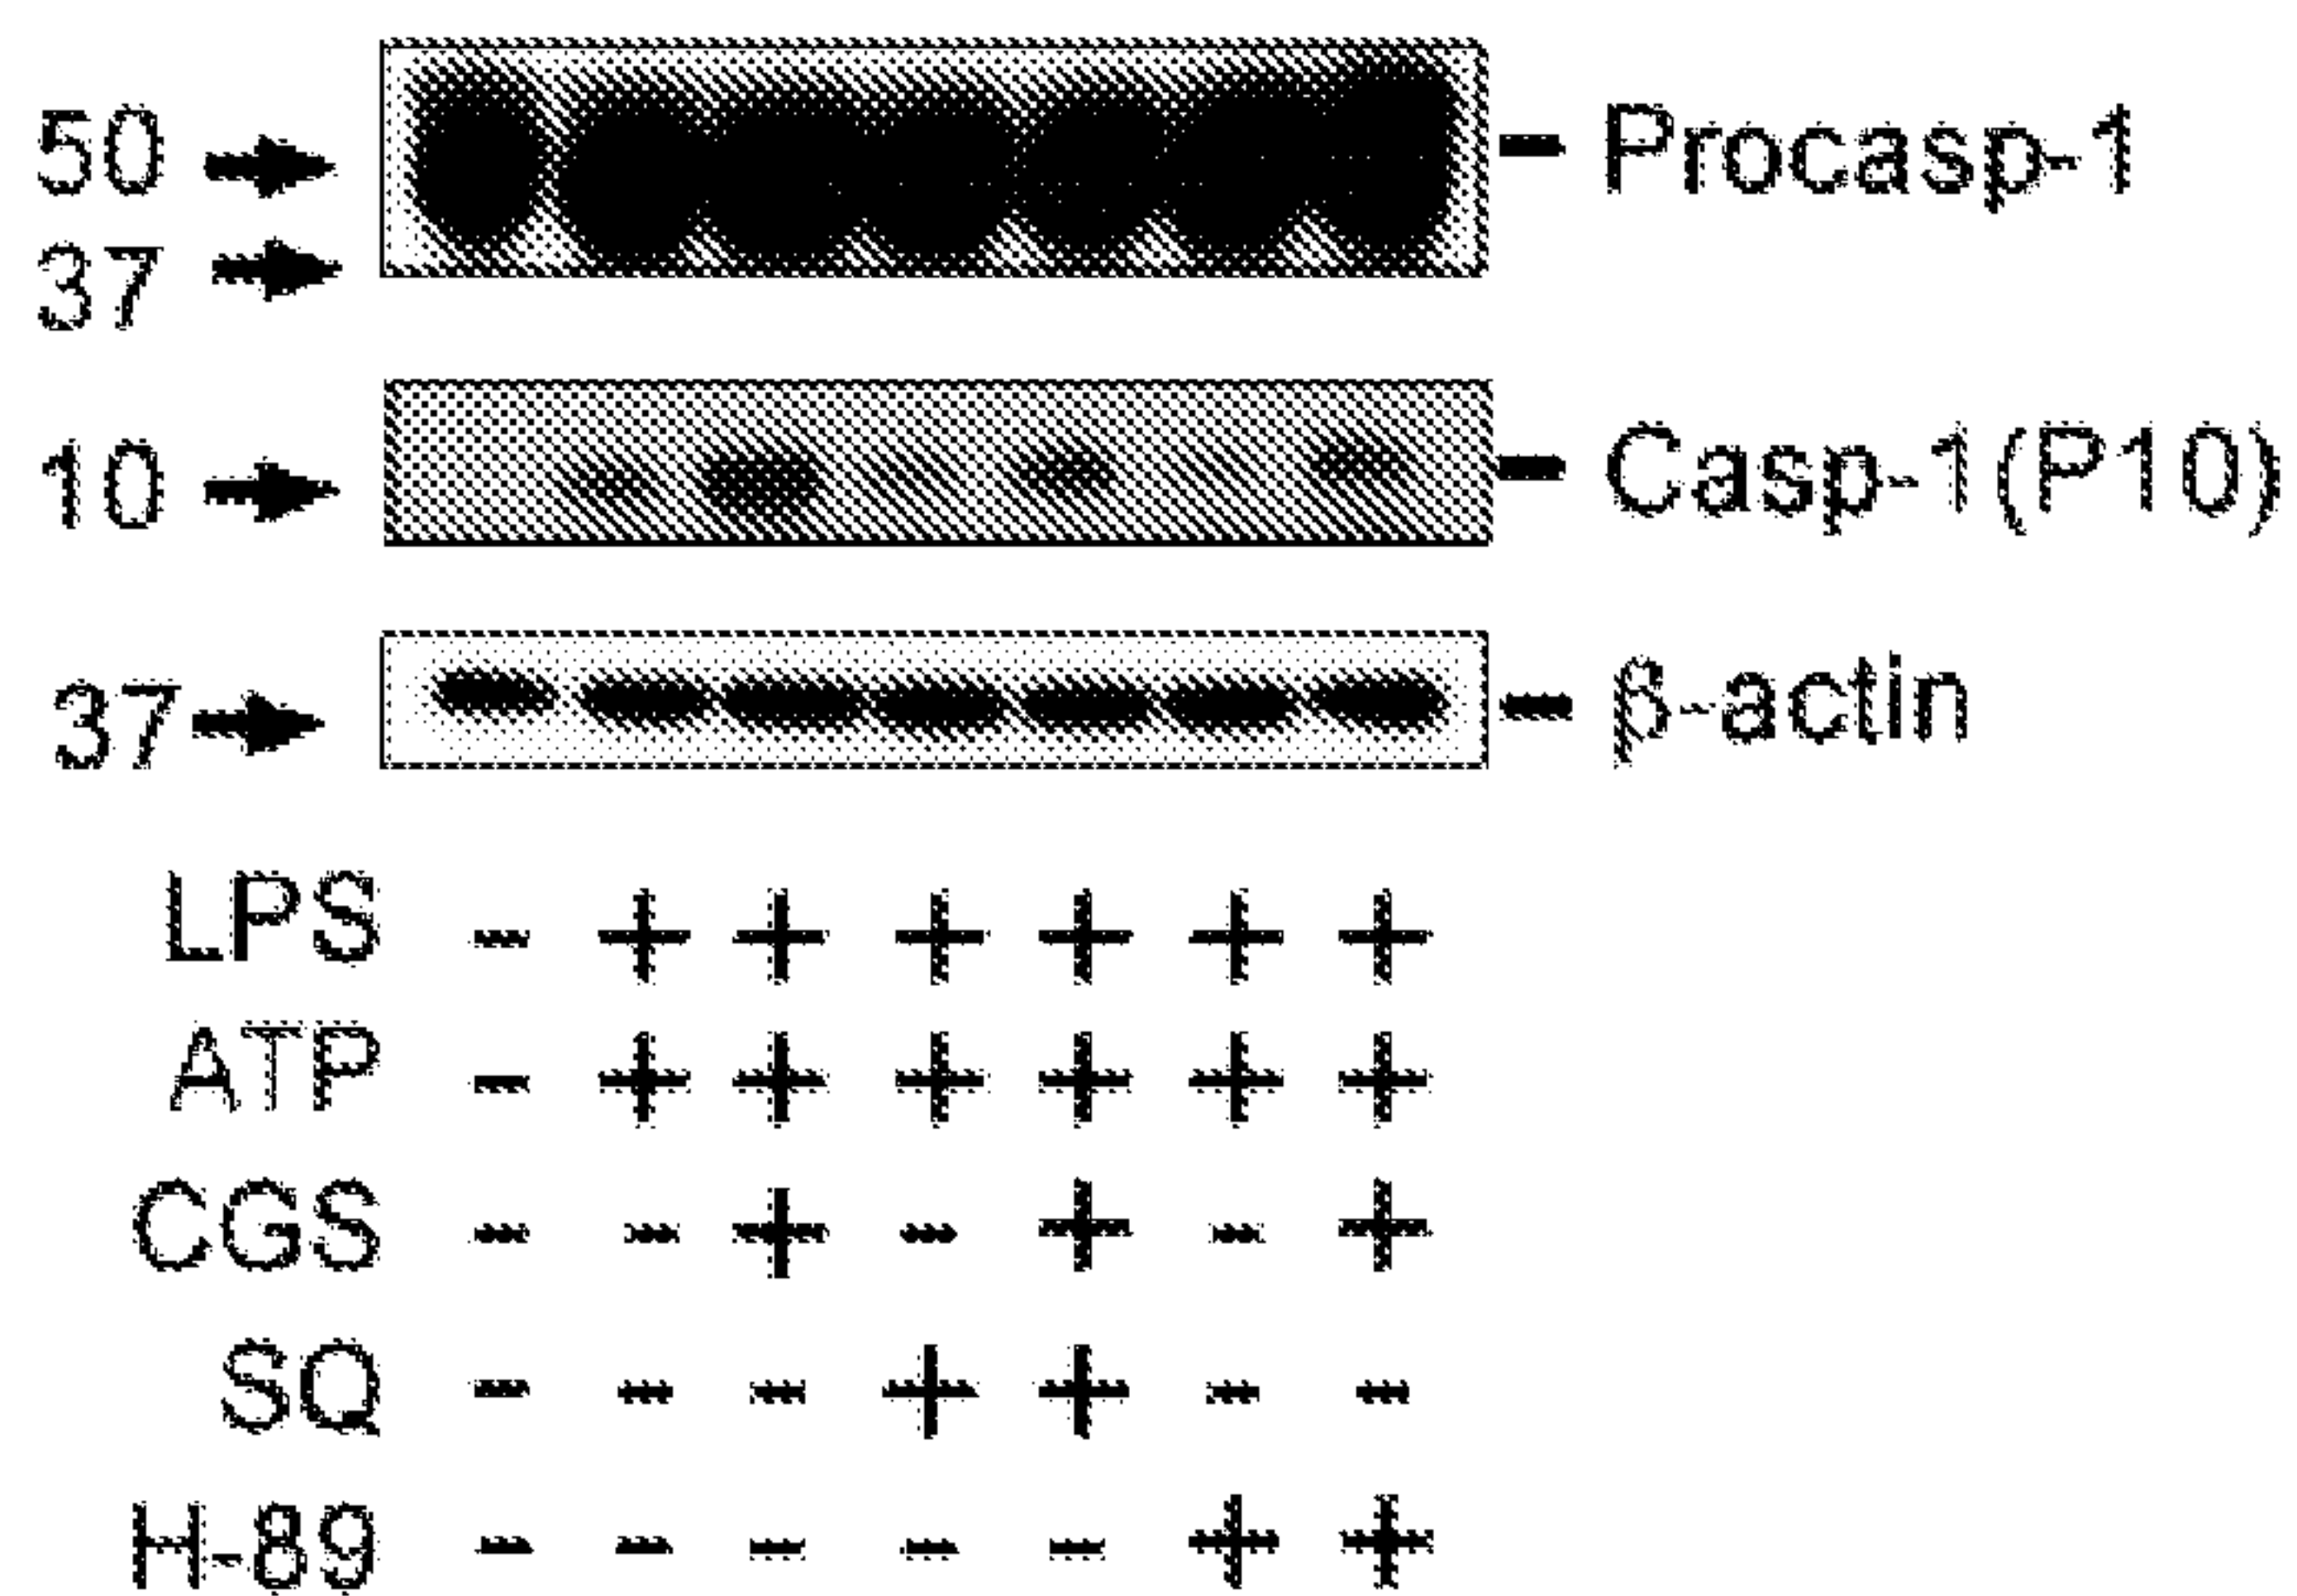 50 Procasp-1
37
10 Casp-1(P10)
37 β-actin
LPS - + + + + + +
ATP - + + + + + +
CGS - - + - + - +
SQ - - - + + - -
H-89 - - - - - + +